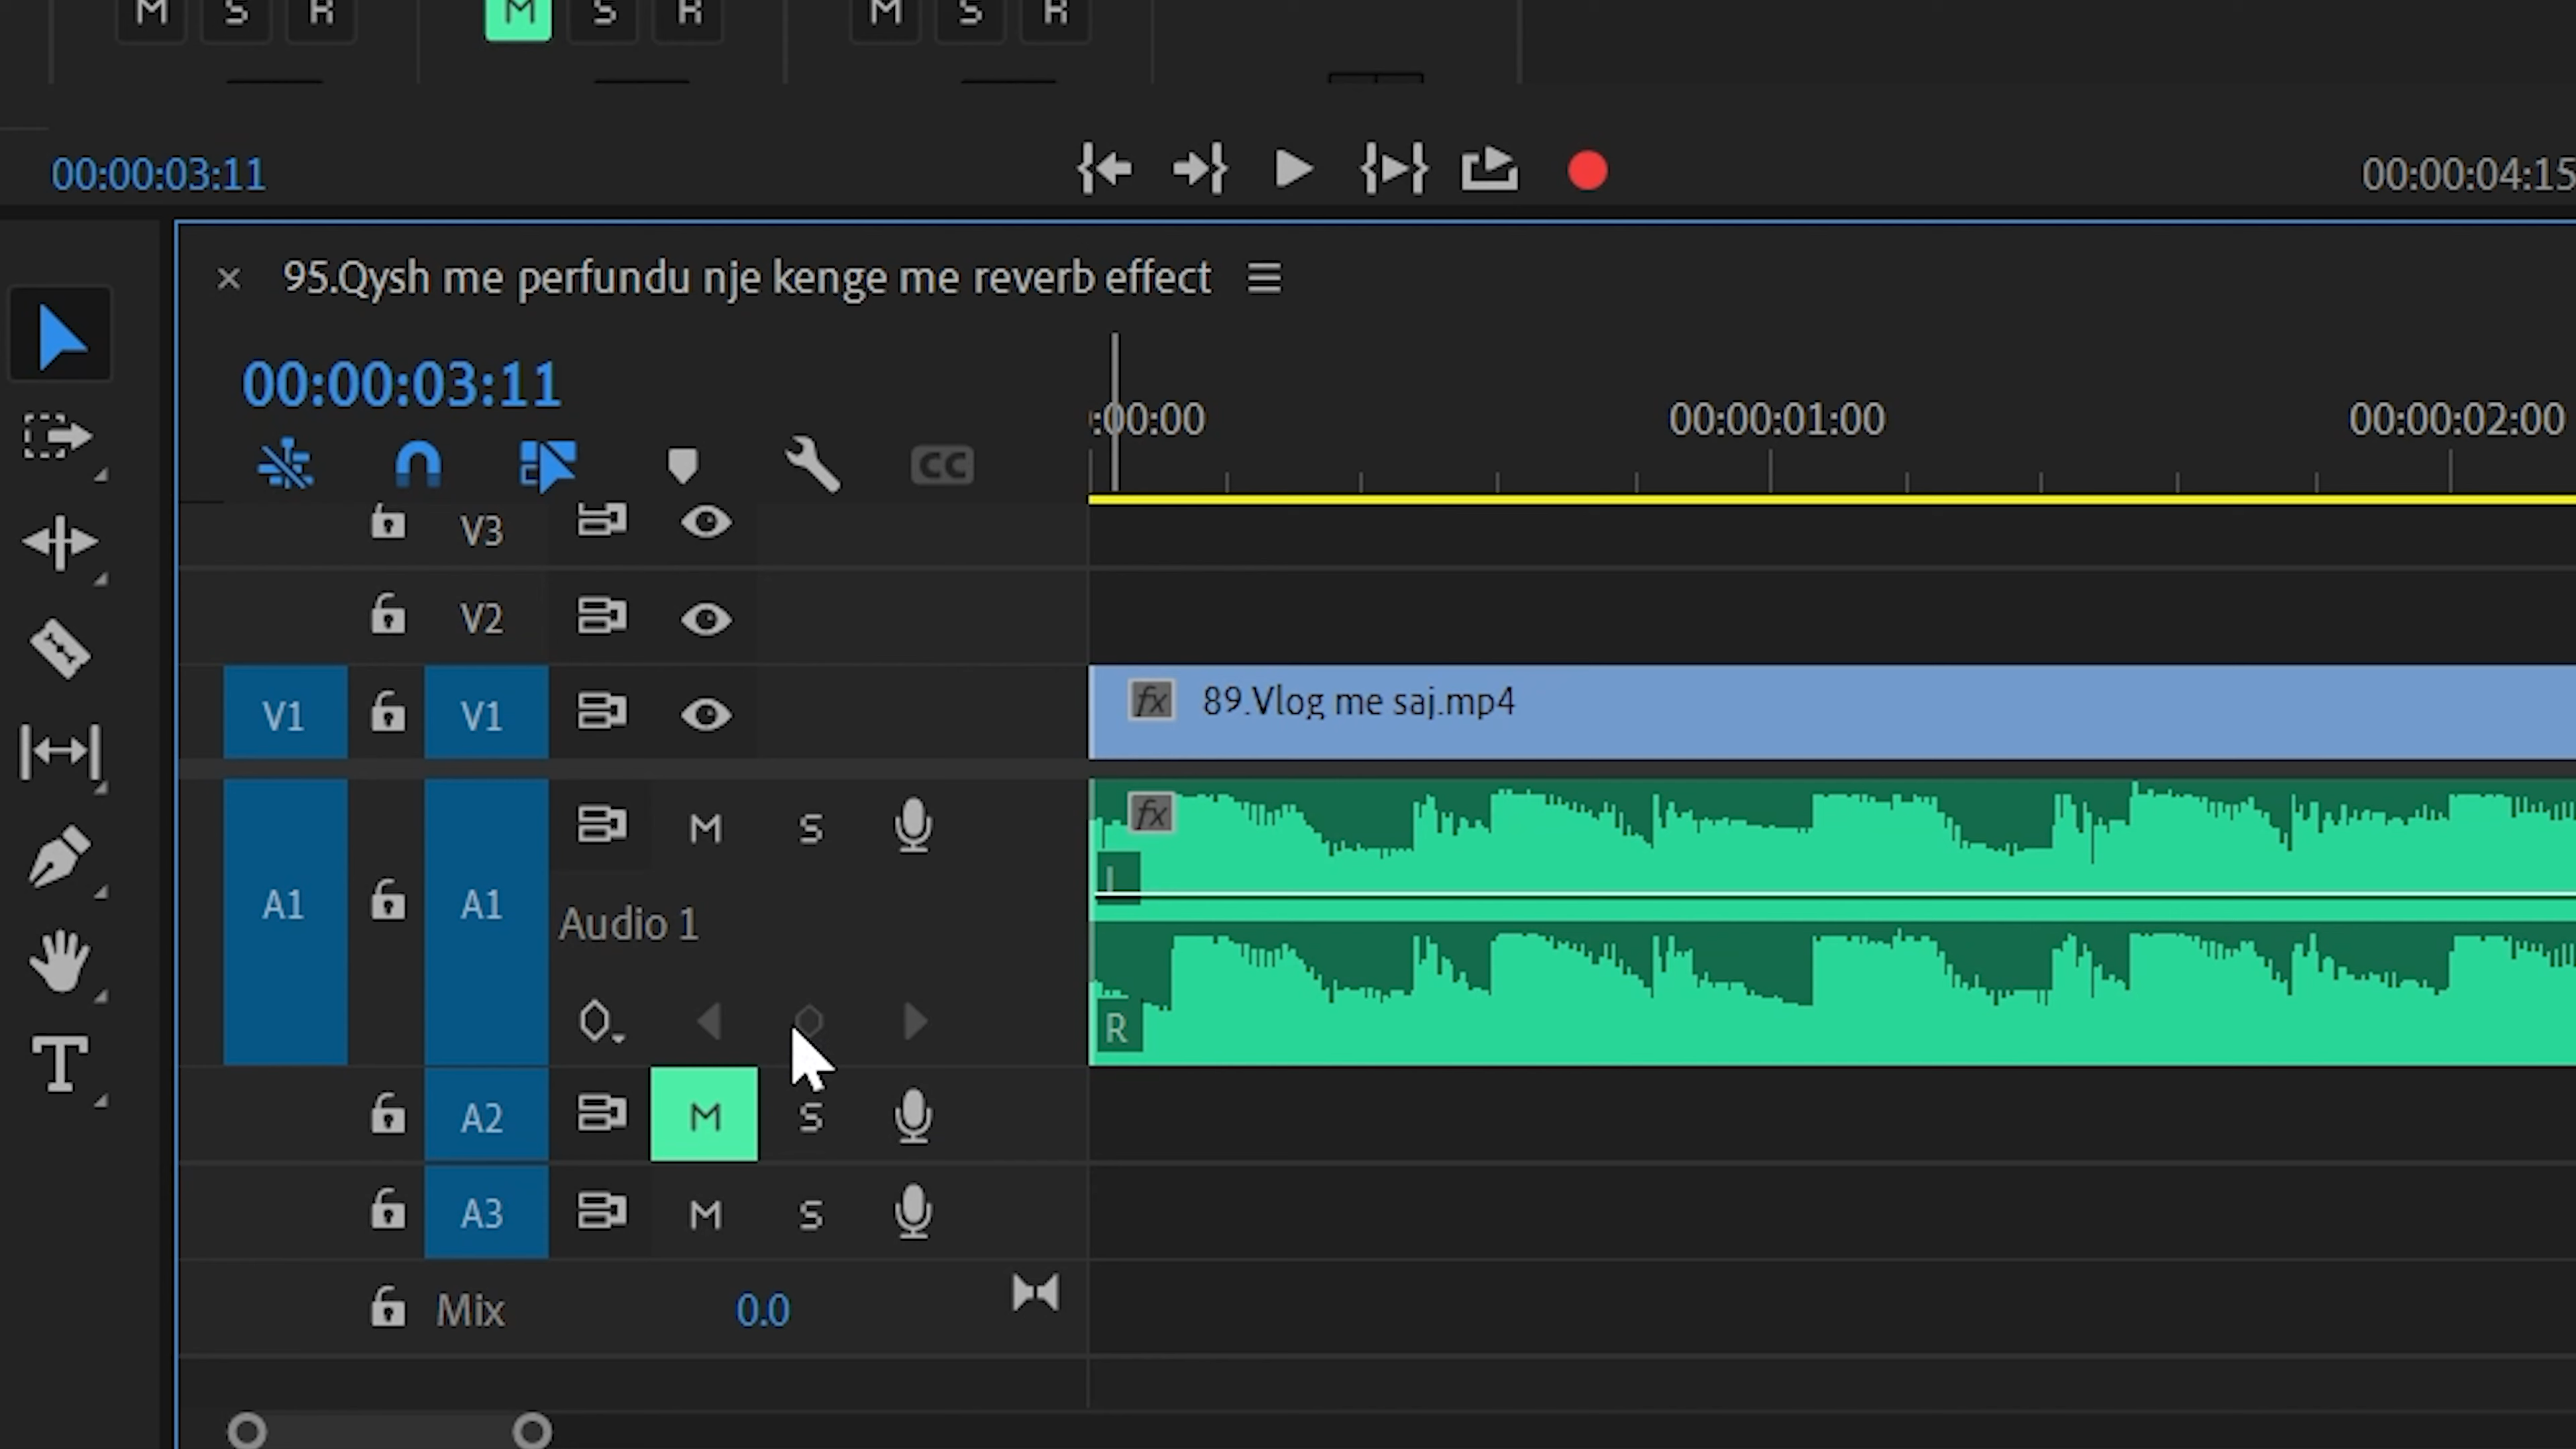 M S R M S R M S R
00:00:03:11
00:00:04:15
95.Qysh me perfundu nje kenge me reverb effect
00:00:03:11
:00:00
00:00:01:00
00:00:02:00
CC
V3
V2
V1 V1
fx 89.Vlog me saj.mp4
M S
fx
L
A1 A1
Audio 1
R
A2 M S
A3 M S
Mix 0.0
T